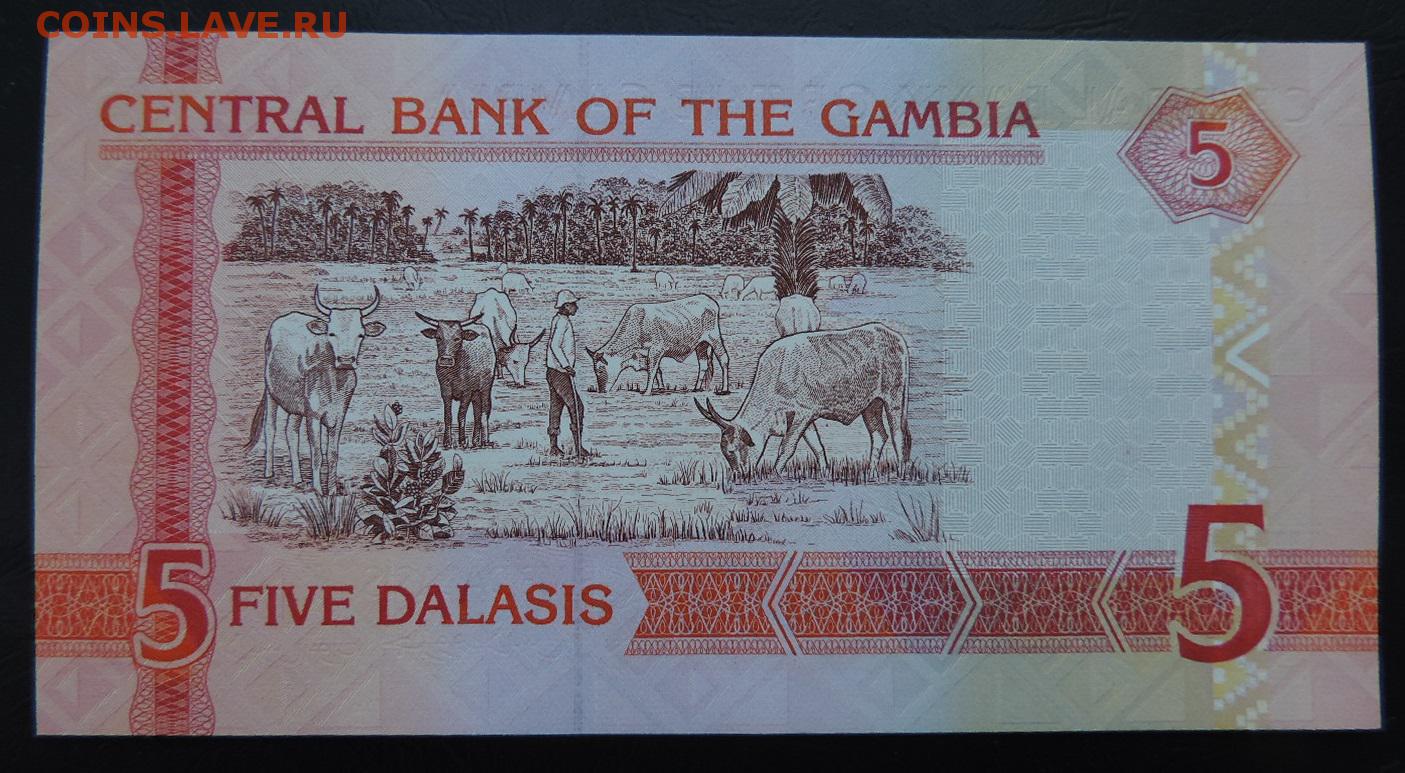 COINS.LAVE.RU
CENTRAL BANK OF THE GAMBIA
5
5
5 FIVE DALASIS